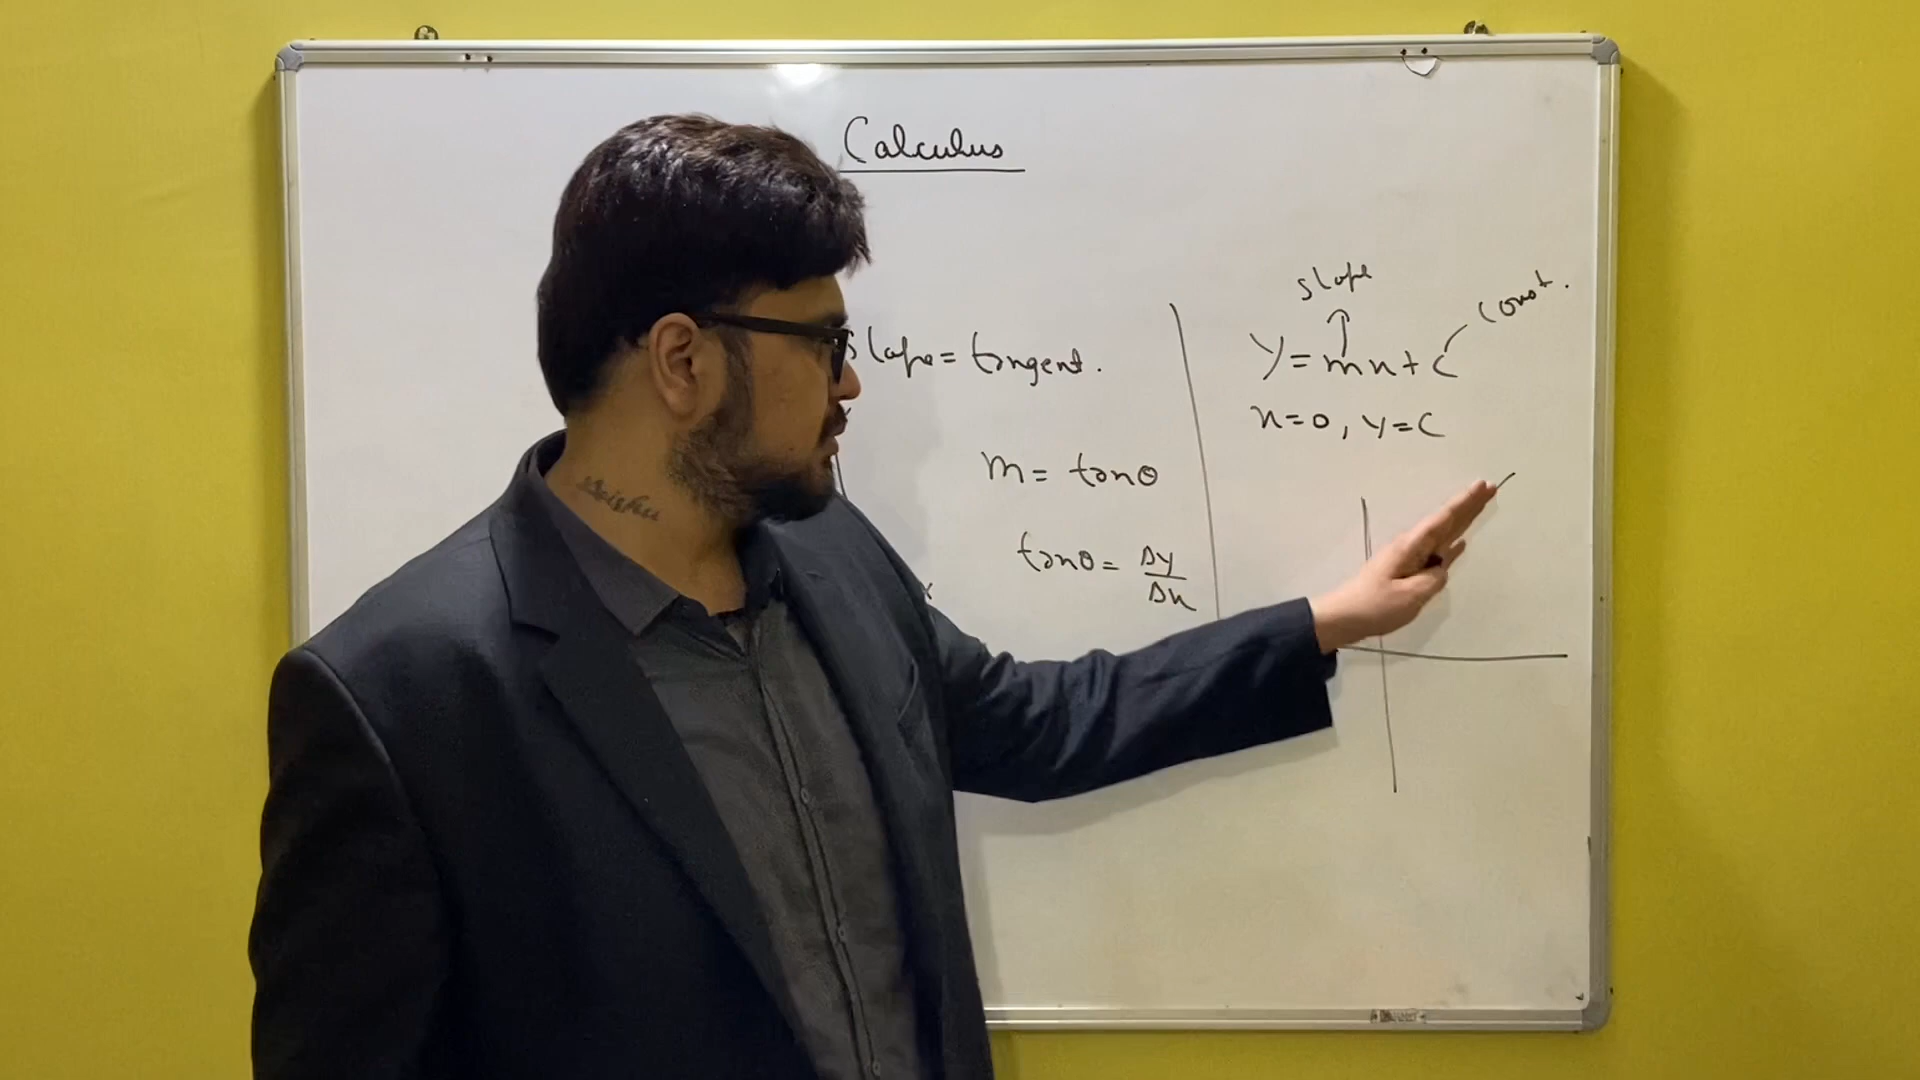 Calculus
slope = tangent.
m = tanθ
tanθ = Δy/Δx
slope
const.
y = mx + c
x = 0, y = c
x